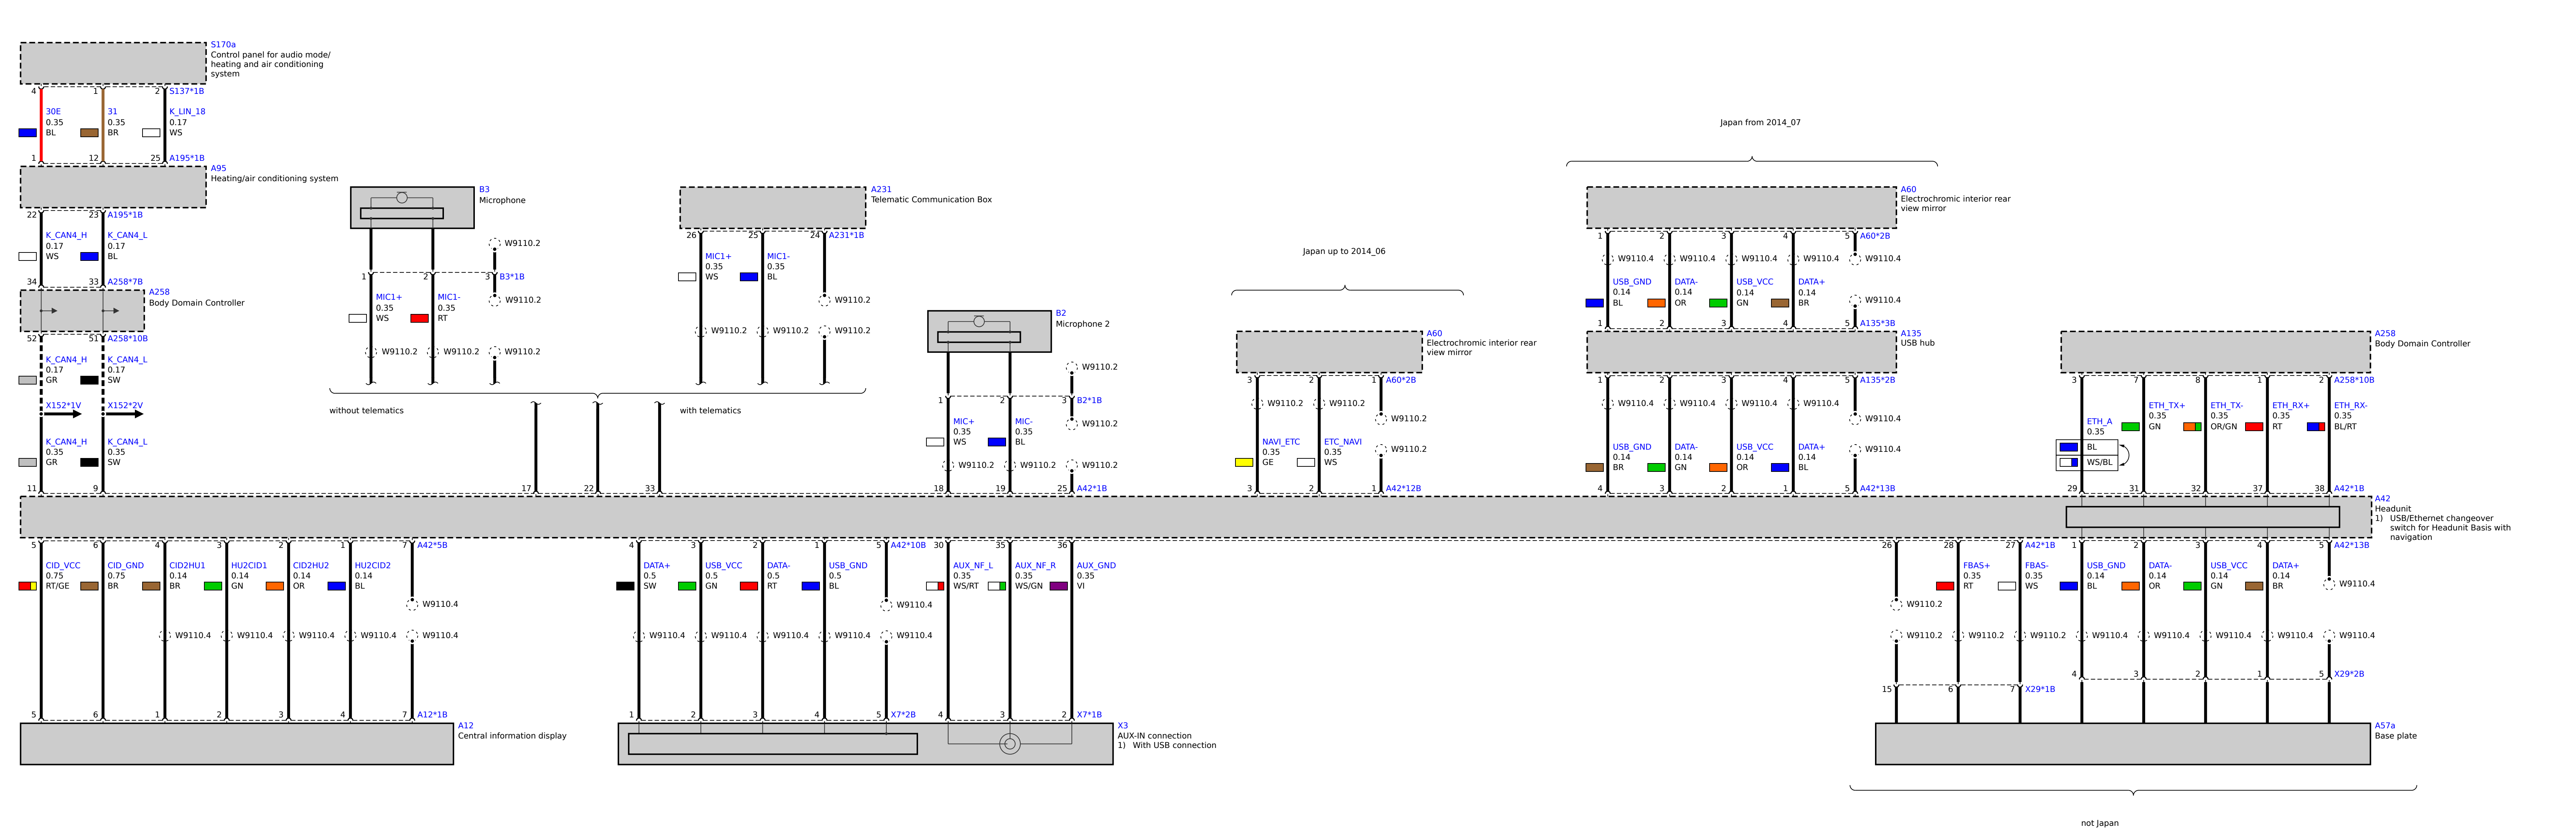 S170a
Control panel for audio mode/
heating and air conditioning
system
4 1 2 S137*1B
30E 31 K_LIN_18
0.35 0.35 0.17
BL BR WS
1 12 25 A195*1B
A95
Heating/air conditioning system
22 23 A195*1B
K_CAN4_H K_CAN4_L
0.17 0.17
WS BL
34 33 A258*7B
A258
Body Domain Controller
52 51 A258*10B
K_CAN4_H K_CAN4_L
0.17 0.17
GR SW
X152*1V X152*2V
K_CAN4_H K_CAN4_L
0.35 0.35
GR SW
11 9
B3
Microphone
W9110.2
1 2 3 B3*1B
MIC1+ MIC1-
0.35 0.35
WS RT
W9110.2
W9110.2 W9110.2 W9110.2
without telematics
A231
Telematic Communication Box
26 25 24 A231*1B
MIC1+ MIC1-
0.35 0.35
WS BL
W9110.2
W9110.2 W9110.2 W9110.2
with telematics
17 22 33
B2
Microphone 2
W9110.2
1 2 3 B2*1B
MIC+ MIC-
0.35 0.35
WS BL
W9110.2
W9110.2 W9110.2 W9110.2
18 19 25 A42*1B
Japan up to 2014_06
A60
Electrochromic interior rear
view mirror
3 2 1 A60*2B
W9110.2 W9110.2
W9110.2
NAVI_ETC ETC_NAVI
0.35 0.35
GE WS
W9110.2
3 2 1 A42*12B
Japan from 2014_07
A60
Electrochromic interior rear
view mirror
1 2 3 4 5 A60*2B
W9110.4 W9110.4 W9110.4 W9110.4 W9110.4
USB_GND DATA- USB_VCC DATA+
0.14 0.14 0.14 0.14
BL OR GN BR
W9110.4
1 2 3 4 5 A135*3B
A135
USB hub
1 2 3 4 5 A135*2B
W9110.4 W9110.4 W9110.4 W9110.4
W9110.4
USB_GND DATA- USB_VCC DATA+
0.14 0.14 0.14 0.14
BR GN OR BL
W9110.4
4 3 2 1 5 A42*13B
A258
Body Domain Controller
3 7 8 1 2 A258*10B
ETH_TX+ ETH_TX- ETH_RX+ ETH_RX-
0.35 0.35 0.35 0.35
GN OR/GN RT BL/RT
ETH_A
0.35
BL
WS/BL
29 31 32 37 38 A42*1B
A42
Headunit
1) USB/Ethernet changeover
switch for Headunit Basis with
navigation
5 6 4 3 2 1 7 A42*5B
CID_VCC CID_GND CID2HU1 HU2CID1 CID2HU2 HU2CID2
0.75 0.75 0.14 0.14 0.14 0.14
RT/GE BR BR GN OR BL
W9110.4
W9110.4 W9110.4 W9110.4 W9110.4 W9110.4
5 6 1 2 3 4 7 A12*1B
A12
Central information display
4 3 2 1 5 A42*10B 30 35 36
DATA+ USB_VCC DATA- USB_GND AUX_NF_L AUX_NF_R AUX_GND
0.5 0.5 0.5 0.5 0.35 0.35 0.35
SW GN RT BL WS/RT WS/GN VI
W9110.4
W9110.4 W9110.4 W9110.4 W9110.4 W9110.4
1 2 3 4 5 X7*2B 4 3 2 X7*1B
X3
AUX-IN connection
1) With USB connection
26 28 27 A42*1B 1 2 3 4 5 A42*13B
FBAS+ FBAS- USB_GND DATA- USB_VCC DATA+
0.35 0.35 0.14 0.14 0.14 0.14
RT WS BL OR GN BR
W9110.4
W9110.2
W9110.2 W9110.2 W9110.2 W9110.4 W9110.4 W9110.4 W9110.4 W9110.4
4 3 2 1 5 X29*2B
15 6 7 X29*1B
A57a
Base plate
not Japan